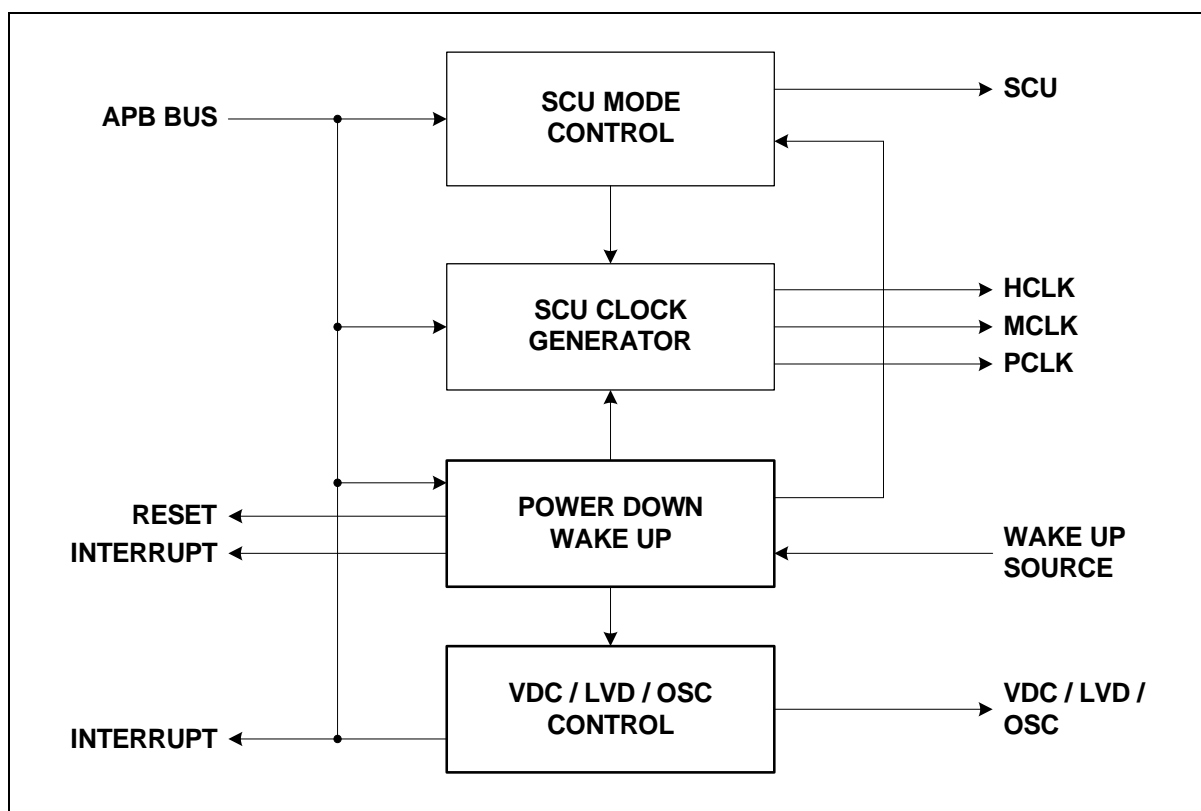 SCU MODE
CONTROL
SCU
APB BUS
SCU CLOCK
GENERATOR
HCLK
MCLK
PCLK
POWER DOWN
WAKE UP
RESET
INTERRUPT
WAKE UP
SOURCE
VDC / LVD / OSC
CONTROL
VDC / LVD /
OSC
INTERRUPT